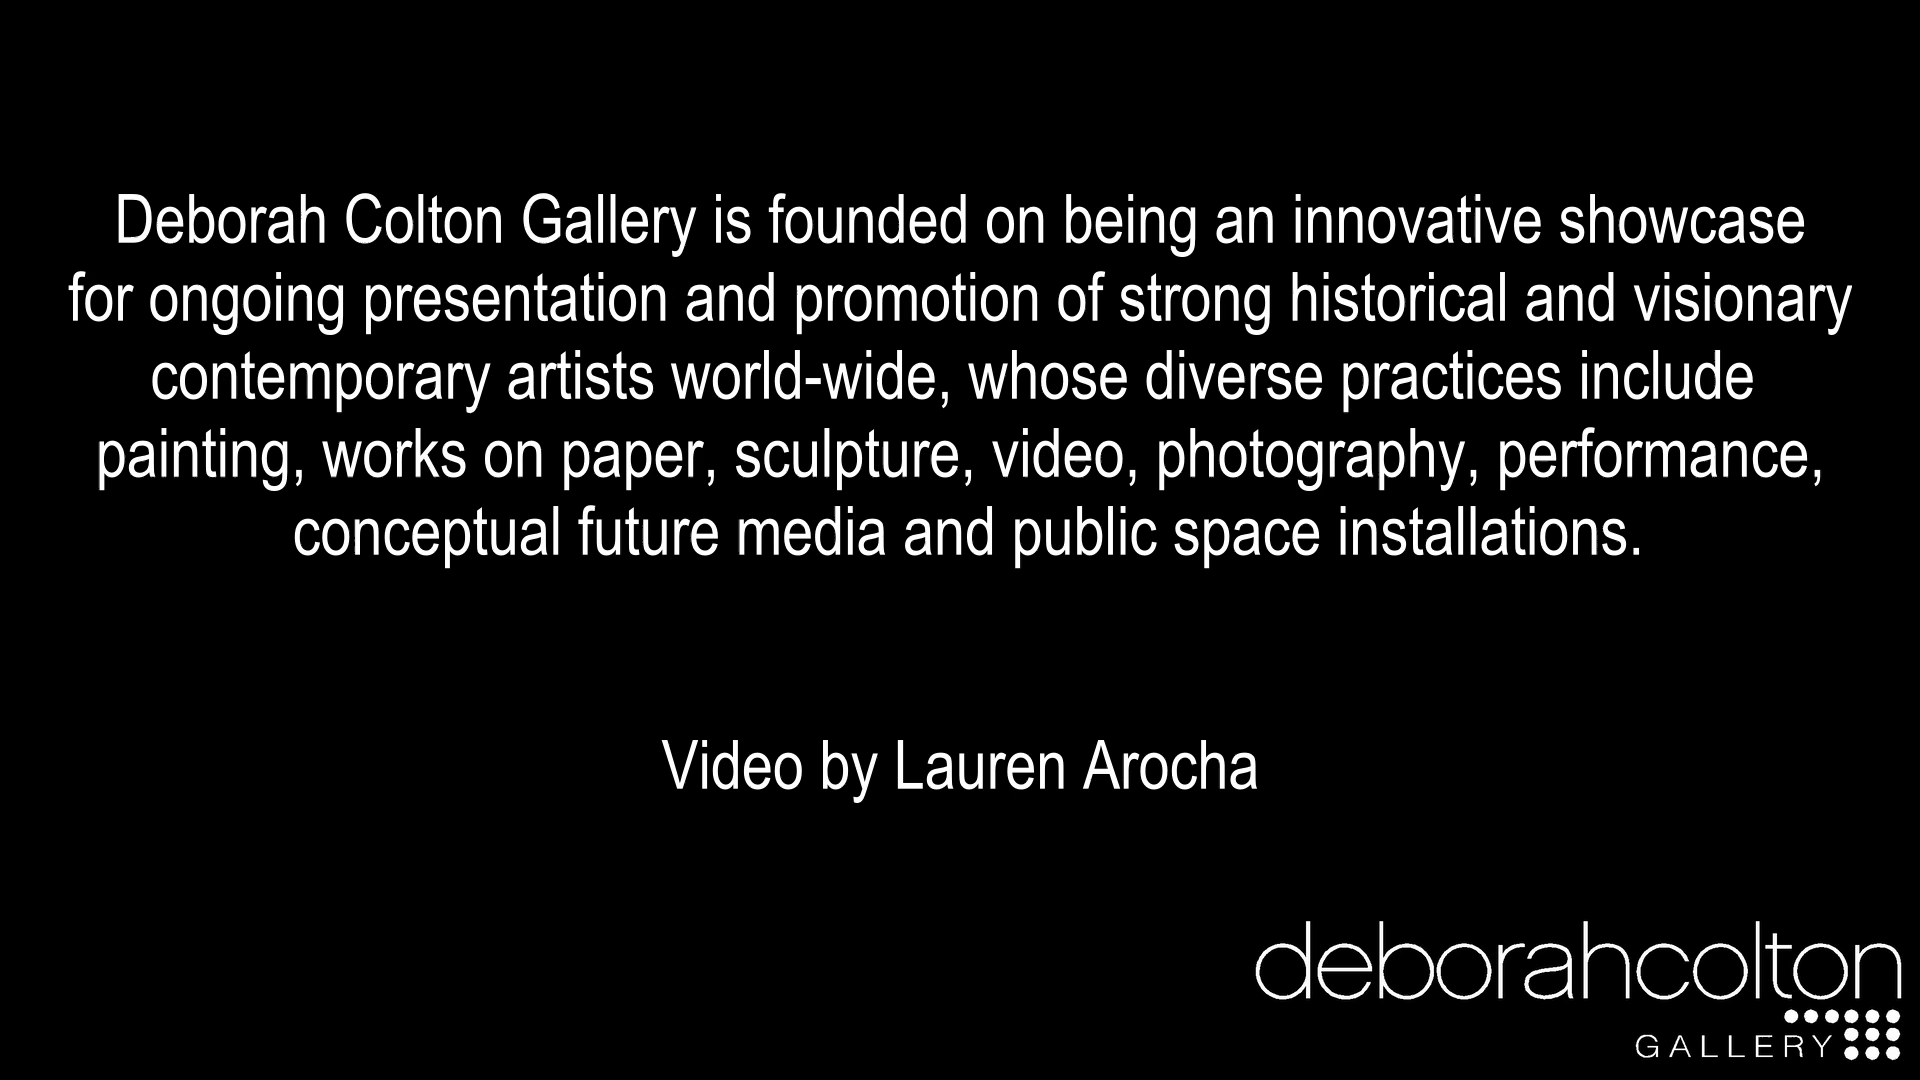 Deborah Colton Gallery is founded on being an innovative showcase
for ongoing presentation and promotion of strong historical and visionary
contemporary artists world-wide, whose diverse practices include
painting, works on paper, sculpture, video, photography, performance,
conceptual future media and public space installations.
Video by Lauren Arocha
deborahcolton
GALLERY